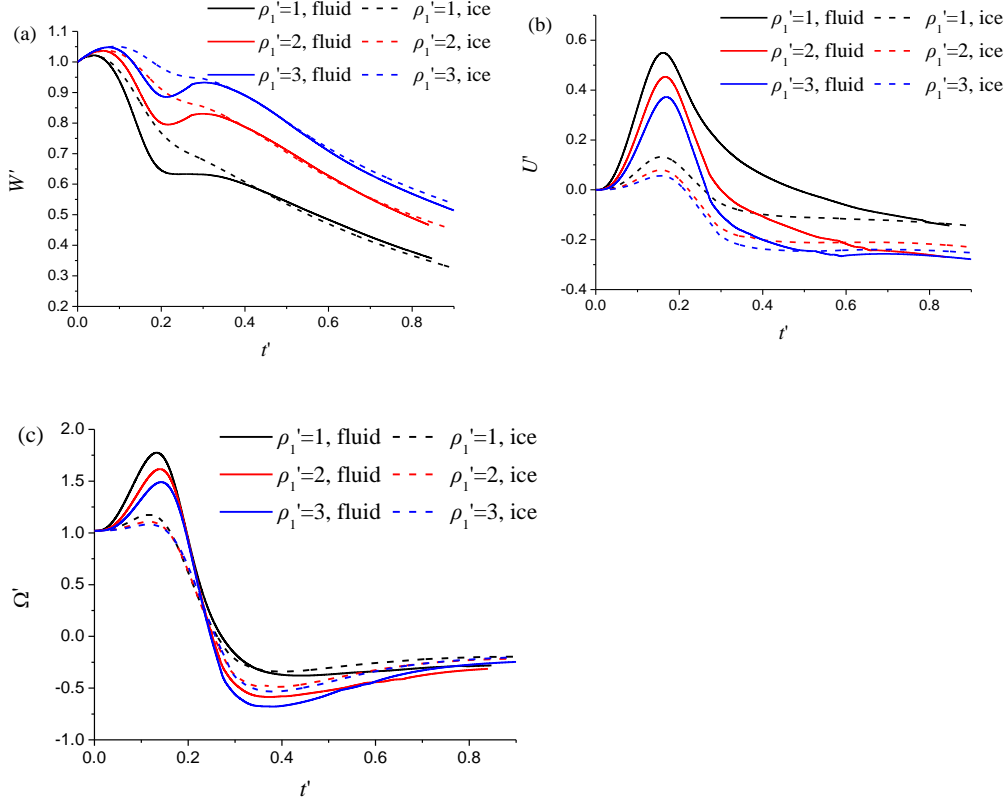 (a)
ρ₁'=1, fluid ρ₁'=1, ice
ρ₁'=2, fluid ρ₁'=2, ice
ρ₁'=3, fluid ρ₁'=3, ice
1.1
1.0
0.9
0.8
0.7
0.6
0.5
0.4
0.3
0.2
W'
0.0 0.2 0.4 0.6 0.8
t'
(b)
ρ₁'=1, fluid ρ₁'=1, ice
ρ₁'=2, fluid ρ₁'=2, ice
ρ₁'=3, fluid ρ₁'=3, ice
0.6
0.4
0.2
0.0
-0.2
-0.4
U'
0.0 0.2 0.4 0.6 0.8
t'
(c)
ρ₁'=1, fluid ρ₁'=1, ice
ρ₁'=2, fluid ρ₁'=2, ice
ρ₁'=3, fluid ρ₁'=3, ice
2.0
1.5
1.0
0.5
0.0
-0.5
-1.0
Ω'
0.0 0.2 0.4 0.6 0.8
t'